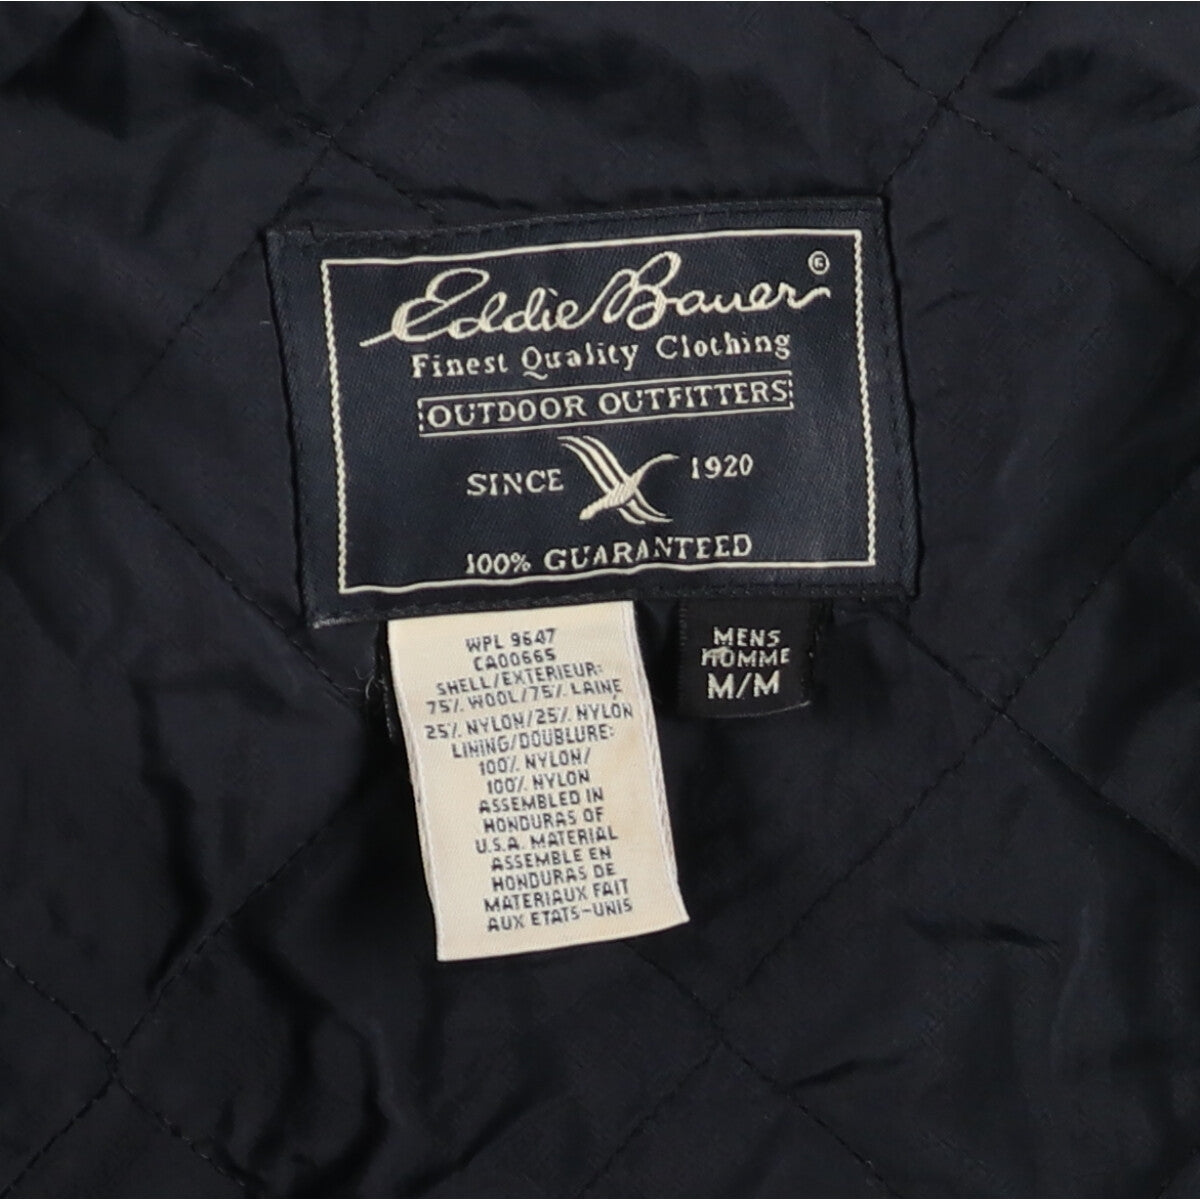 Eddie Bauer ®
Finest Quality Clothing
OUTDOOR OUTFITTERS
SINCE 1920
100% GUARANTEED
WPL 9647
CA00665
SHELL/EXTERIEUR:
75% WOOL/75% LAINE
25% NYLON/25% NYLON
LINING/DOUBLURE:
100% NYLON/
100% NYLON
ASSEMBLED IN
HONDURAS OF
U.S.A. MATERIAL
ASSEMBLE EN
HONDURAS DE
MATERIAUX FAIT
AUX ETATS-UNIS
MENS
HOMME
M/M